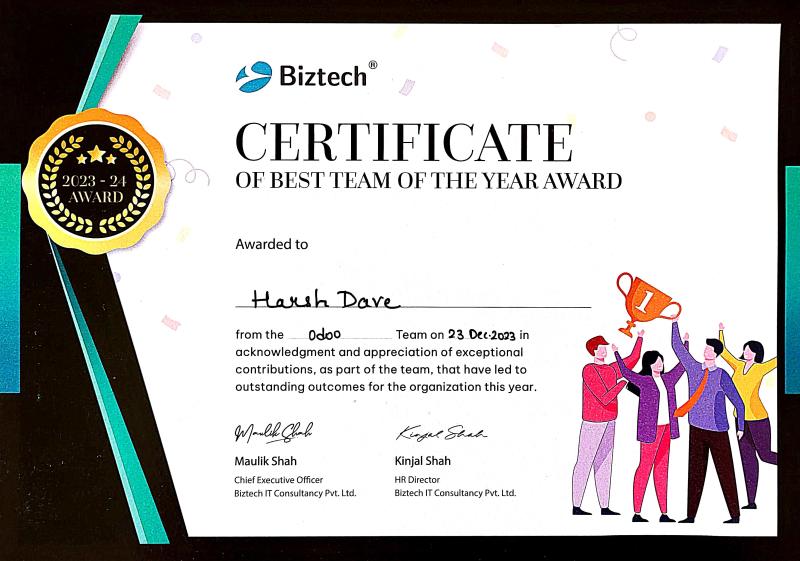 Biztech®
CERTIFICATE
OF BEST TEAM OF THE YEAR AWARD
2023 - 24
AWARD
Awarded to
Harsh Dave
from the Odoo Team on 23 Dec-2023 in
acknowledgment and appreciation of exceptional
contributions, as part of the team, that have led to
outstanding outcomes for the organization this year.
Maulik Shah
Kinjal Shah
Maulik Shah
Kinjal Shah
Chief Executive Officer
HR Director
Biztech IT Consultancy Pvt. Ltd.
Biztech IT Consultancy Pvt. Ltd.
1